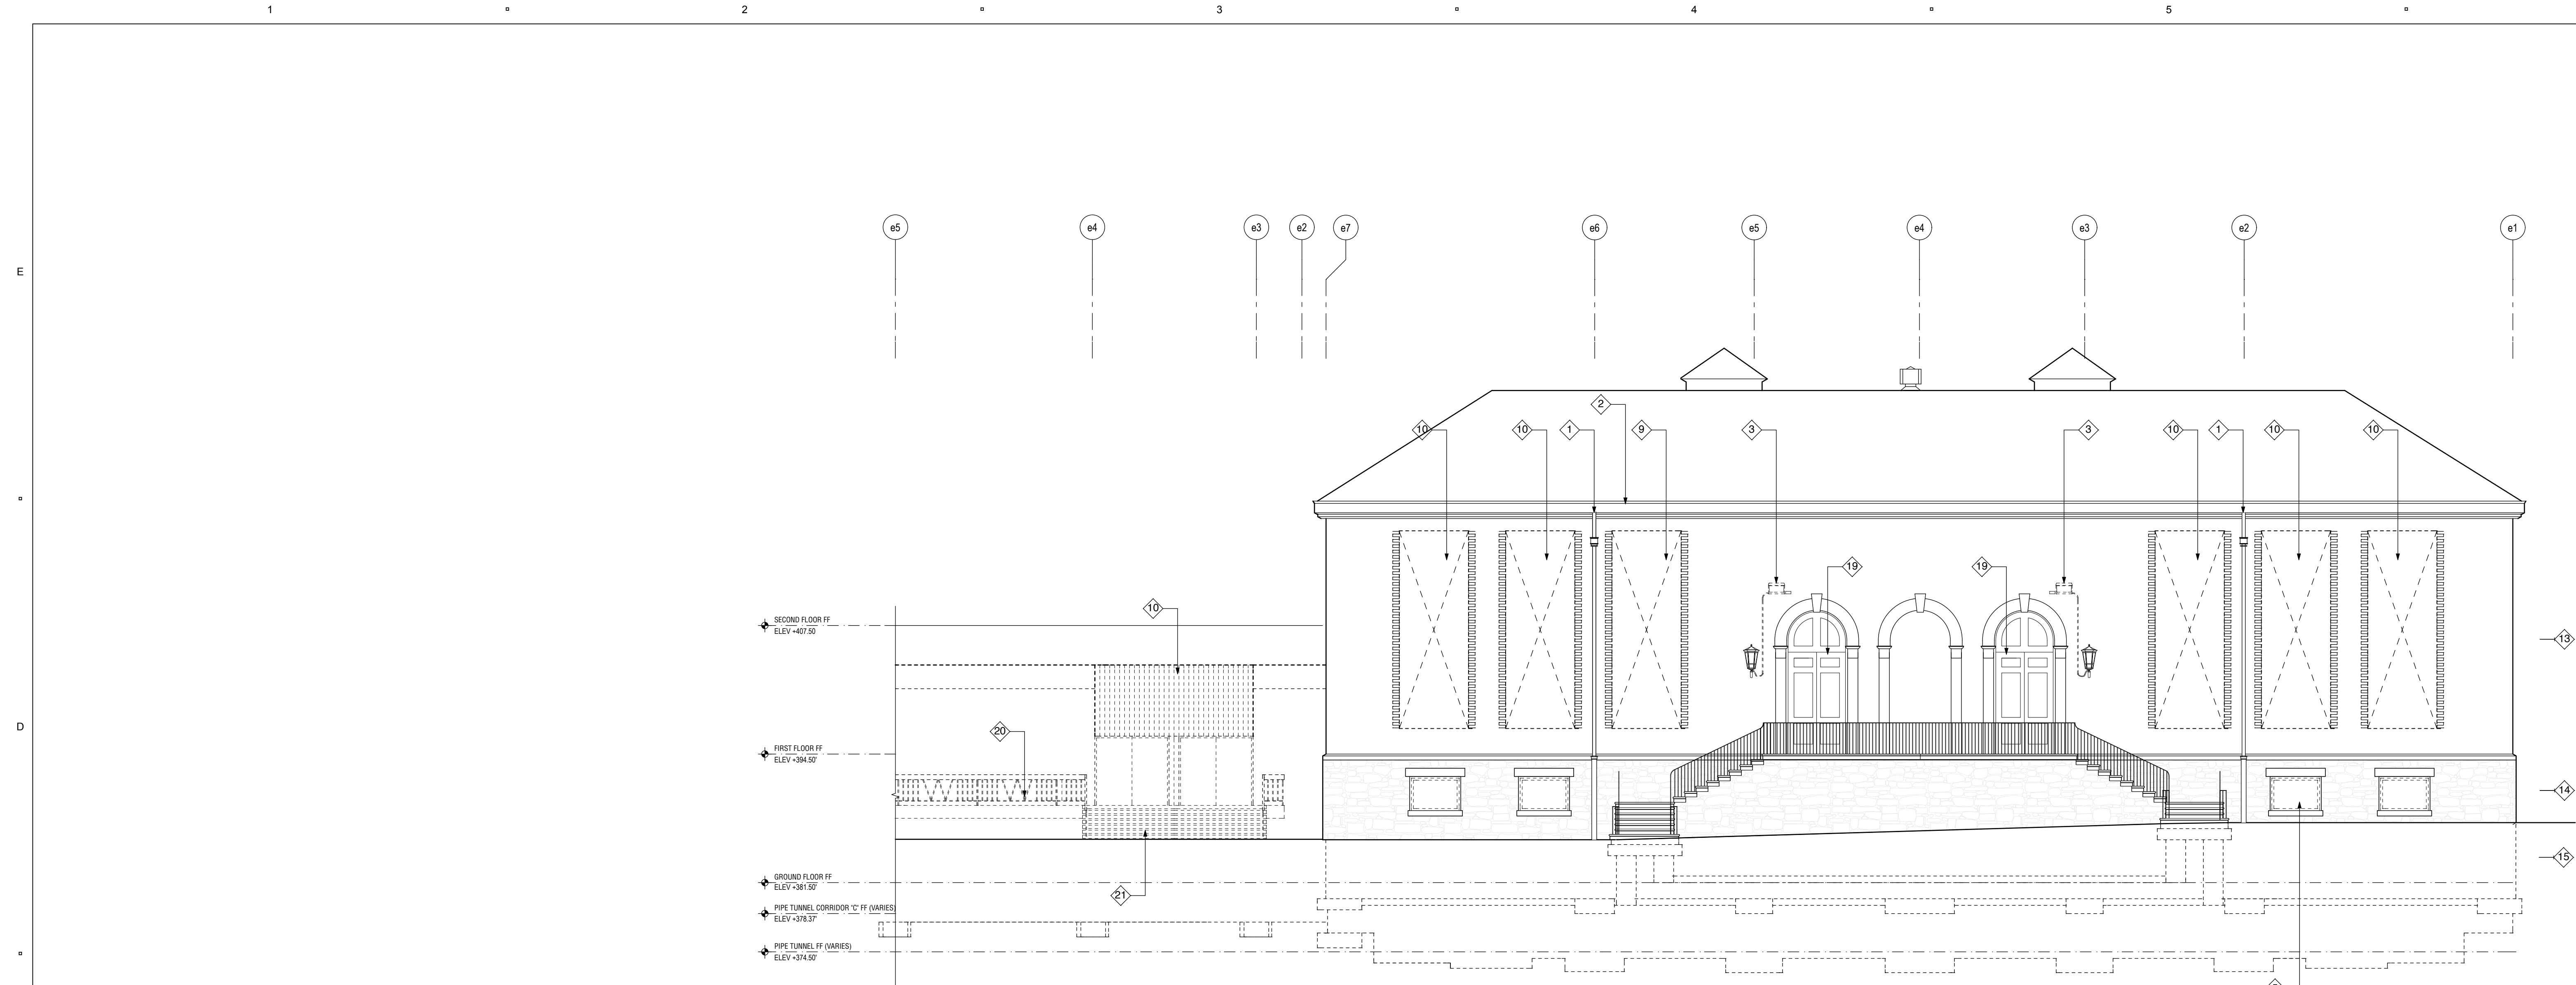 1 2 3 4 5
e5 e4 e3 e2 e7 e6 e5 e4 e3 e2 e1
E
2
10 10 1 9 3 3 10 1 10 10
19 19
10
SECOND FLOOR FF
ELEV +407.50
13
D
20
FIRST FLOOR FF
ELEV +394.50'
14
15
GROUND FLOOR FF
ELEV +381.50'
21
PIPE TUNNEL CORRIDOR "C" FF (VARIES)
ELEV +378.37'
PIPE TUNNEL FF (VARIES)
ELEV +374.50'